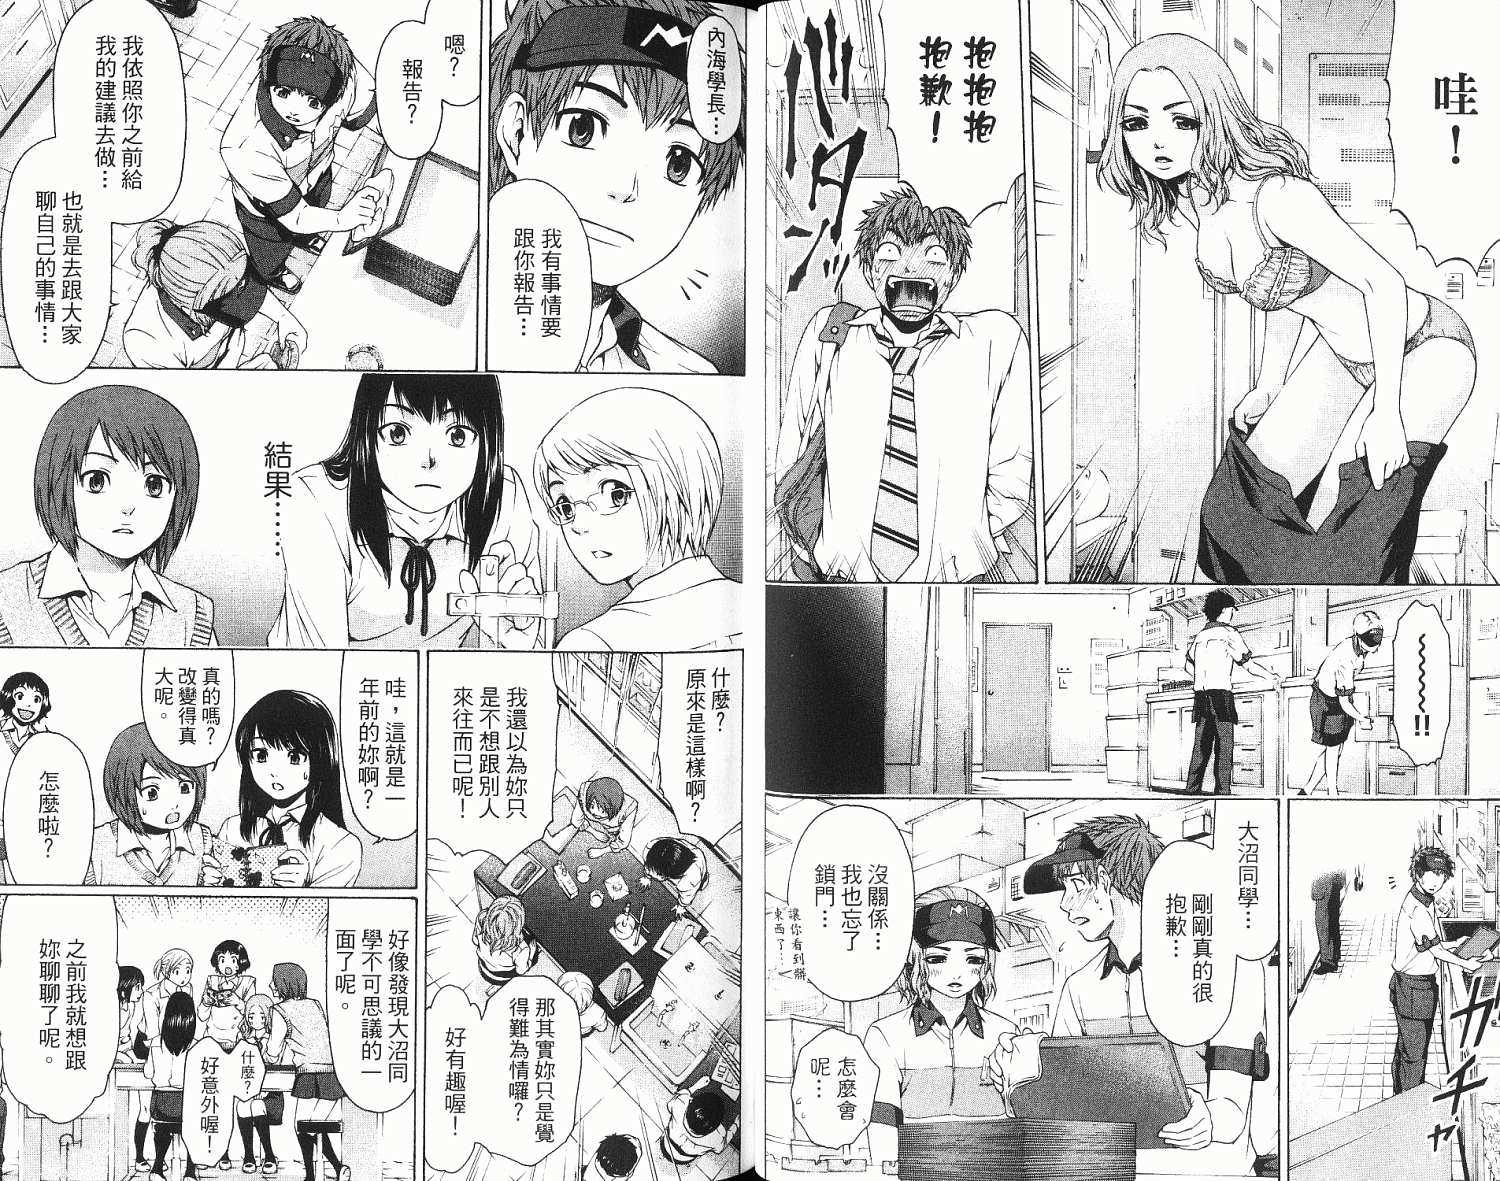 哇！
抱抱抱
抱歉！
バタン
～～‼
大沼同學…
剛剛真的很
抱歉…
沒關係…
我也忘了
鎖門…
讓你看到髒
東西了…
怎麼會
呢…
ガチャ
內海學長…
我有事情要
跟你報告…
嗯？
報告？
我依照你之前給
我的建議去做…
也就是去跟大家
聊自己的事情…
結果……
什麼？
原來是這樣啊？
我還以為妳只
是不想跟別人
來往而已呢！
那其實妳只是覺
得難為情囉？
好有趣喔！
哇，這就是一
年前的妳啊？
真的嗎？
改變得真
大呢。
怎麼啦？
好像發現大沼同
學不可思議的一
面了呢。
什麼？
好意外喔！
之前我就想跟
妳聊聊了呢。